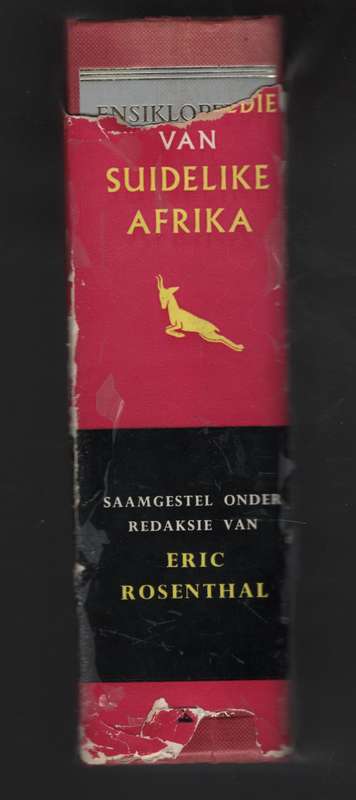 ENSIKLOPEDIE
VAN
SUIDELIKE
AFRIKA
SAAMGESTEL ONDER
REDAKSIE VAN
ERIC
ROSENTHAL